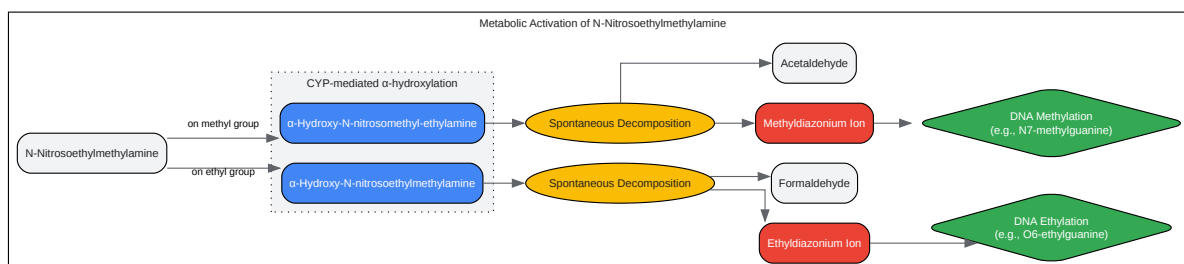 Metabolic Activation of N-Nitrosoethylmethylamine
CYP-mediated α-hydroxylation
Acetaldehyde
on methyl group
α-Hydroxy-N-nitrosomethyl-ethylamine
Spontaneous Decomposition
Methyldiazonium Ion
DNA Methylation
(e.g., N7-methylguanine)
N-Nitrosoethylmethylamine
on ethyl group
α-Hydroxy-N-nitrosoethylmethylamine
Spontaneous Decomposition
Formaldehyde
Ethyldiazonium Ion
DNA Ethylation
(e.g., O6-ethylguanine)